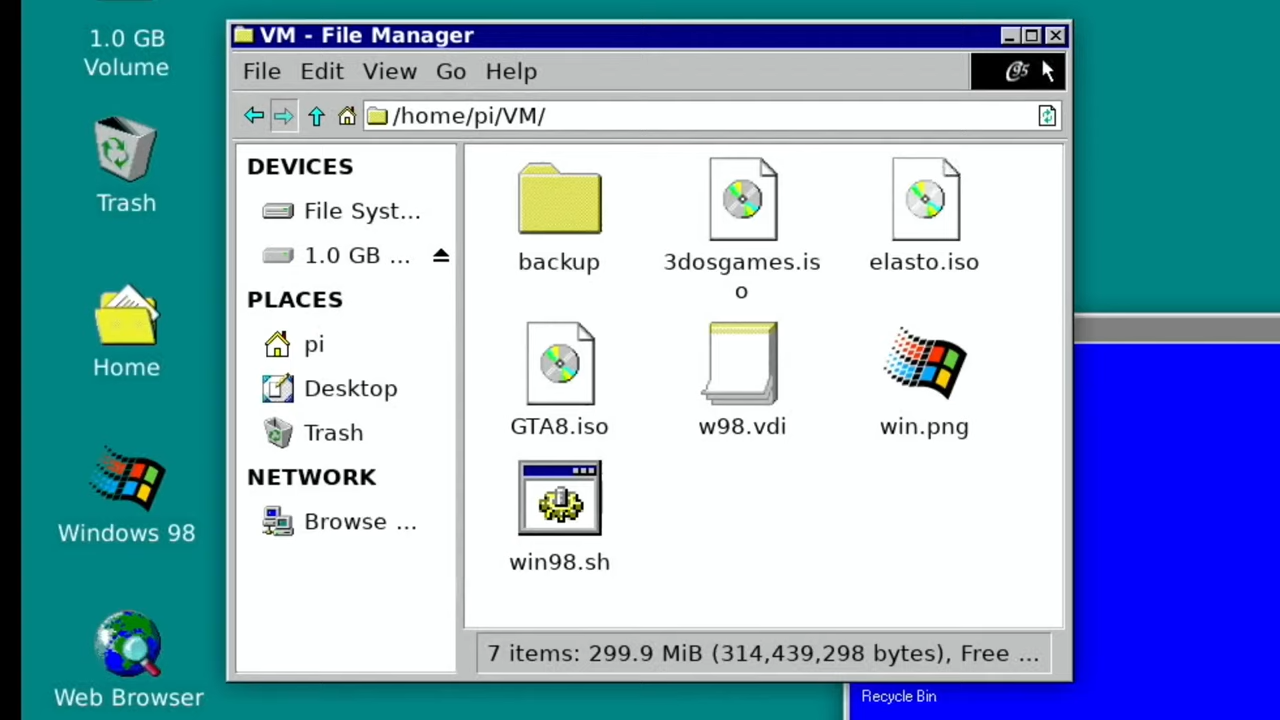 1.0 GB
Volume
Trash
Home
Windows 98
Web Browser
VM - File Manager
File Edit View Go Help
/home/pi/VM/
DEVICES
File Syst...
1.0 GB ...
PLACES
pi
Desktop
Trash
NETWORK
Browse ...
backup
3dosgames.is
o
elasto.iso
GTA8.iso
w98.vdi
win.png
win98.sh
7 items: 299.9 MiB (314,439,298 bytes), Free ...
Recycle Bin